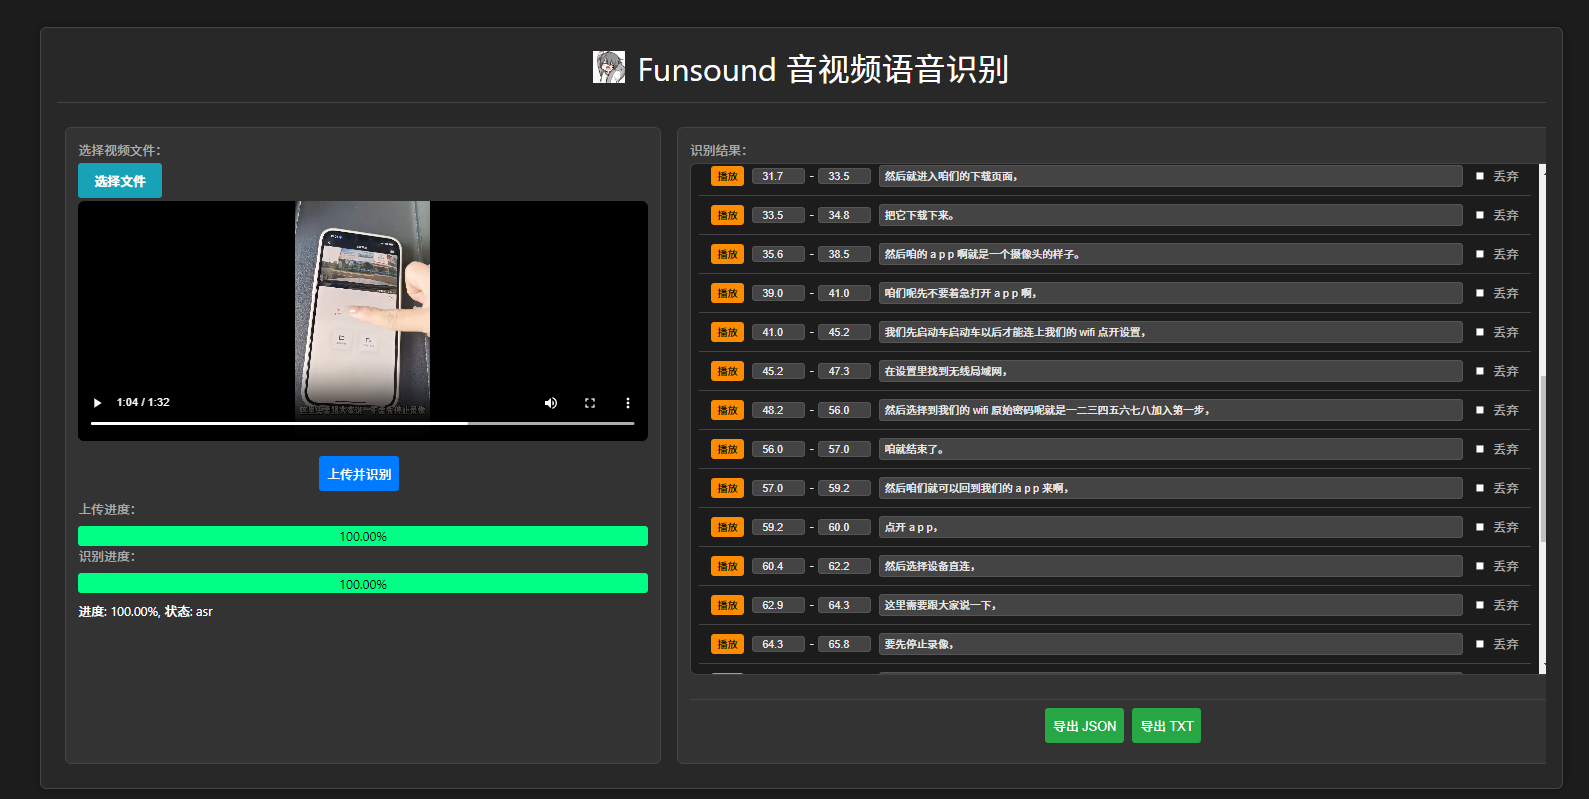 Funsound 音视频语音识别
选择视频文件：
选择文件
1:04 / 1:32
上传并识别
上传进度：
100.00%
识别进度：
100.00%
进度: 100.00%, 状态: asr
识别结果：
播放 31.7 - 33.5 然后就进入咱们的下载页面， 丢弃
播放 33.5 - 34.8 把它下载下来。 丢弃
播放 35.6 - 38.5 然后咱的 a p p 啊就是一个摄像头的样子。 丢弃
播放 39.0 - 41.0 咱们呢先不要着急打开 a p p 啊， 丢弃
播放 41.0 - 45.2 我们先启动车启动车以后才能连上我们的 wifi 点开设置， 丢弃
播放 45.2 - 47.3 在设置里找到无线局域网， 丢弃
播放 48.2 - 56.0 然后选择到我们的 wifi 原始密码呢就是一二三四五六七八加入第一步， 丢弃
播放 56.0 - 57.0 咱就结束了。 丢弃
播放 57.0 - 59.2 然后咱们就可以回到我们的 a p p 来啊， 丢弃
播放 59.2 - 60.0 点开 a p p， 丢弃
播放 60.4 - 62.2 然后选择设备直连， 丢弃
播放 62.9 - 64.3 这里需要跟大家说一下， 丢弃
播放 64.3 - 65.8 要先停止录像， 丢弃
导出 JSON
导出 TXT